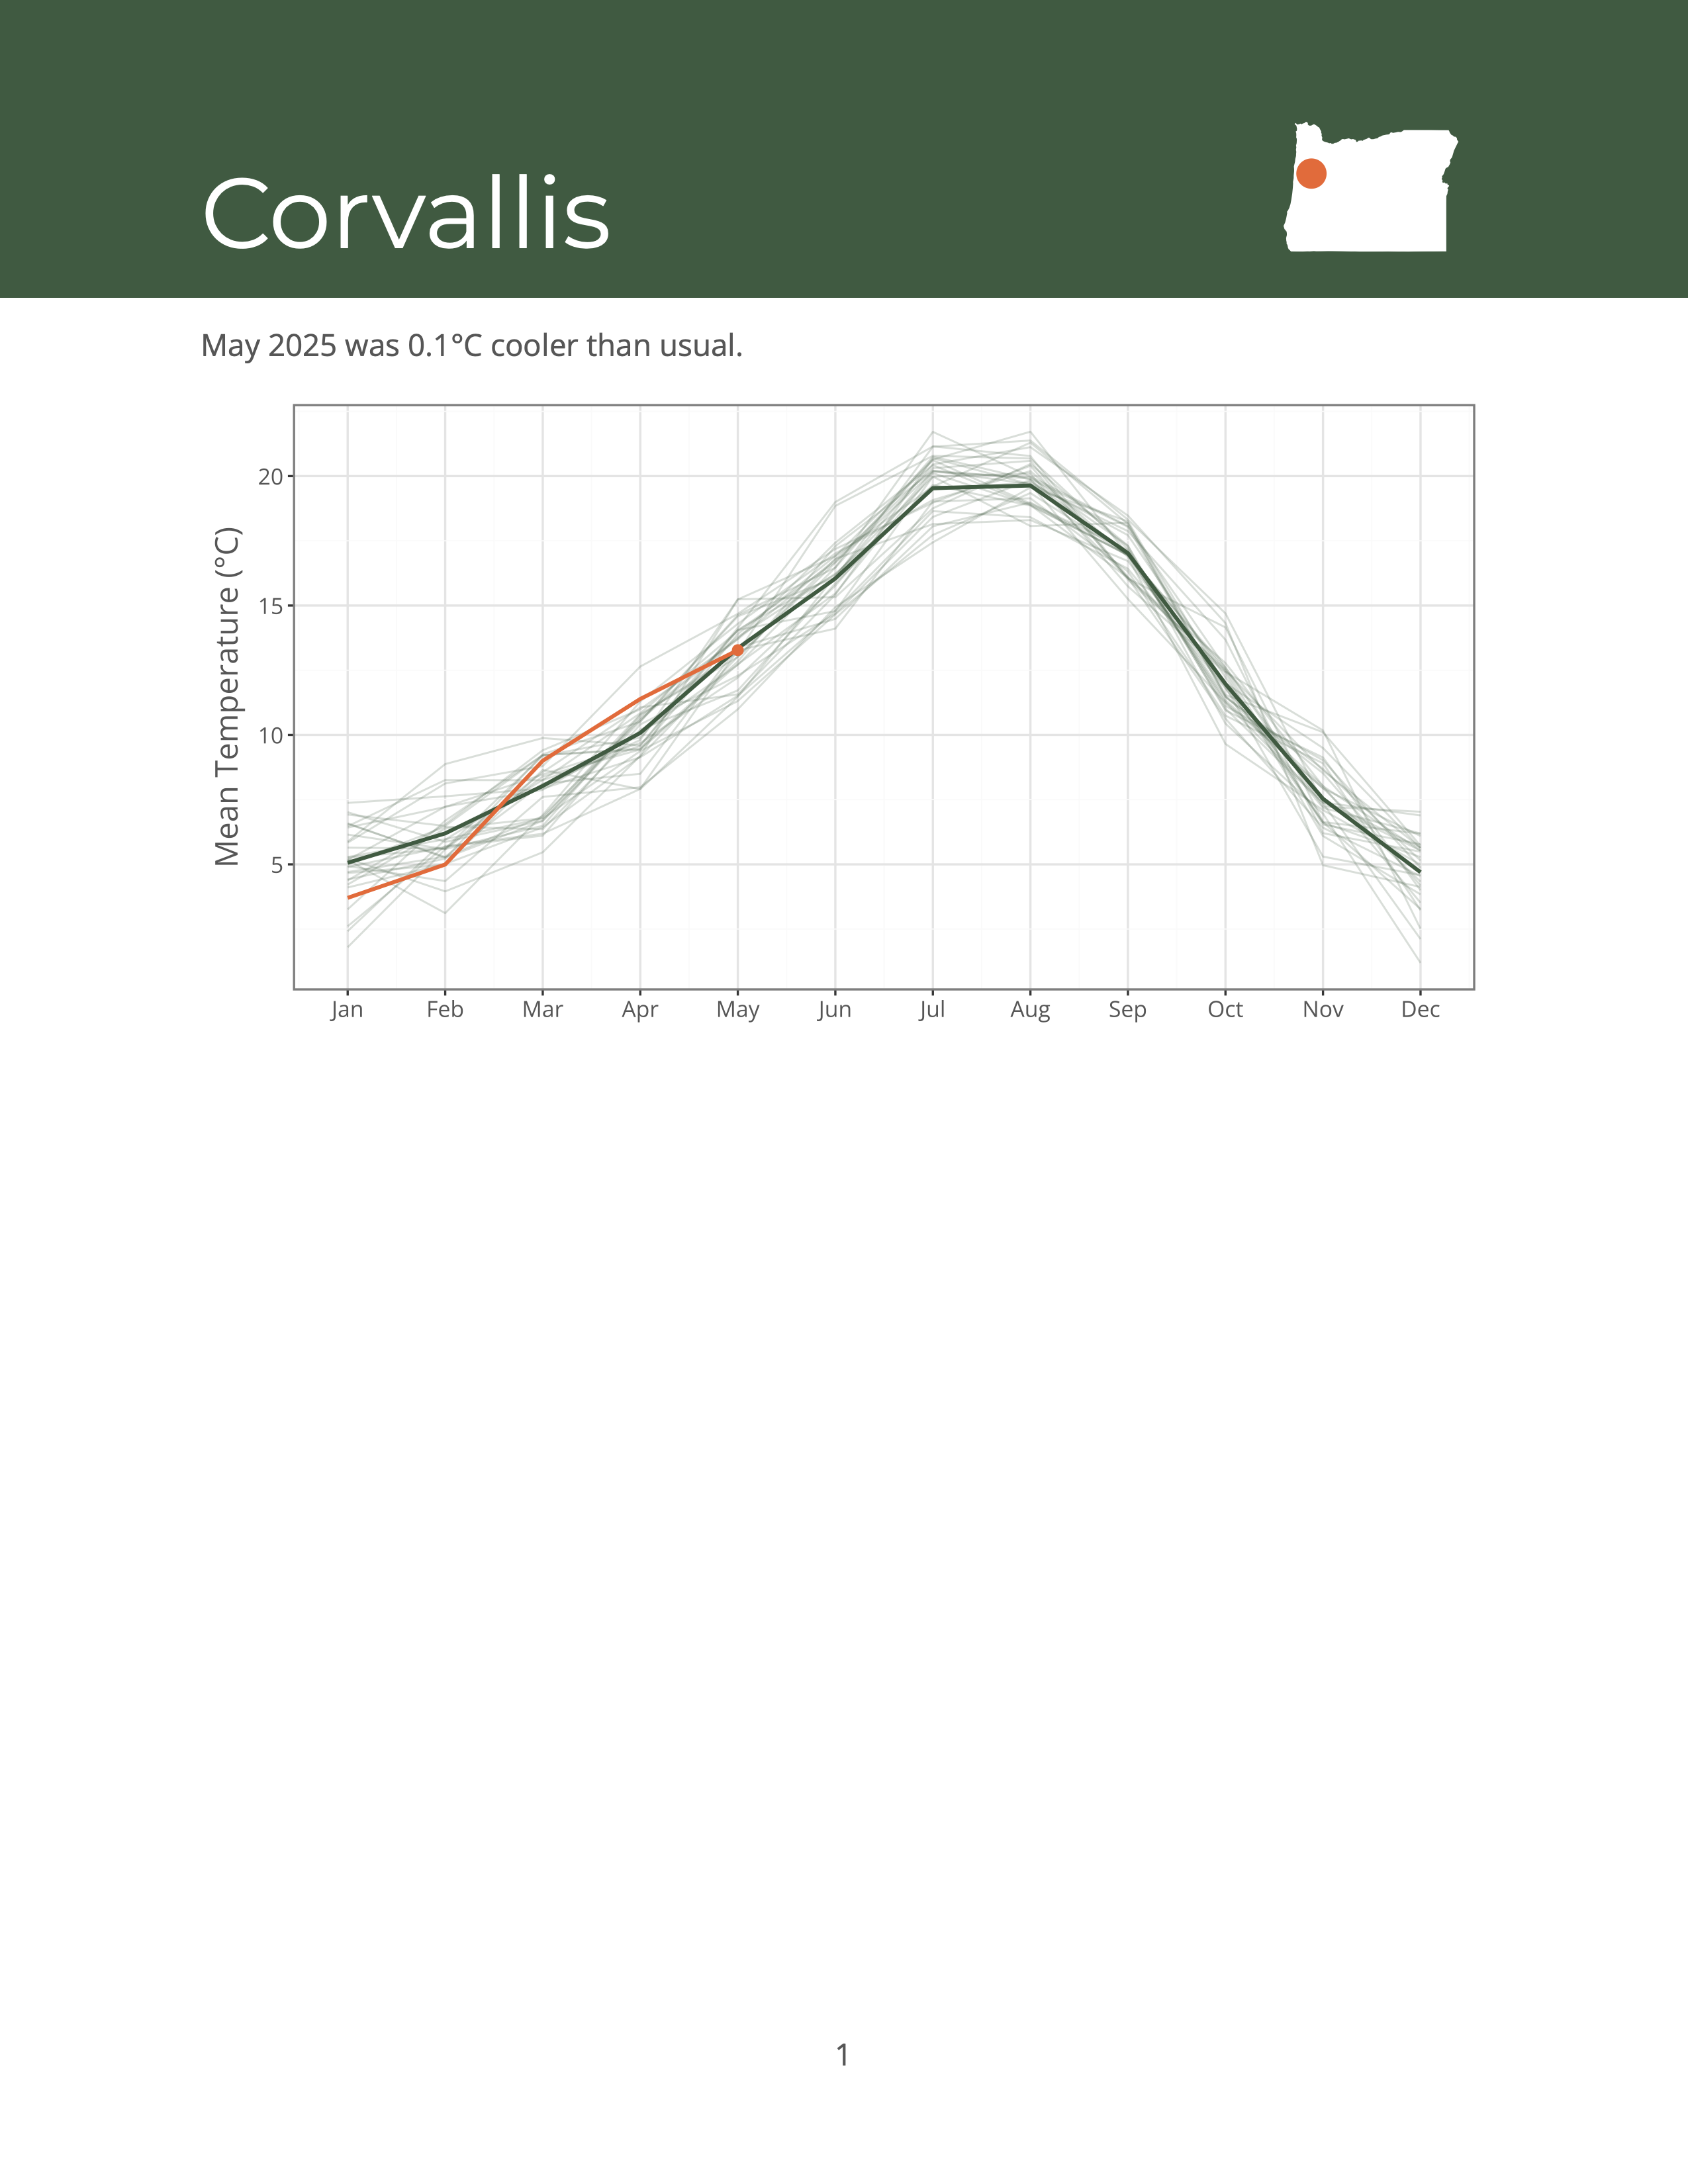 Corvallis
May 2025 was 0.1°C cooler than usual.
Mean Temperature (°C)
20
15
10
5
Jan Feb Mar Apr May Jun Jul Aug Sep Oct Nov Dec
1